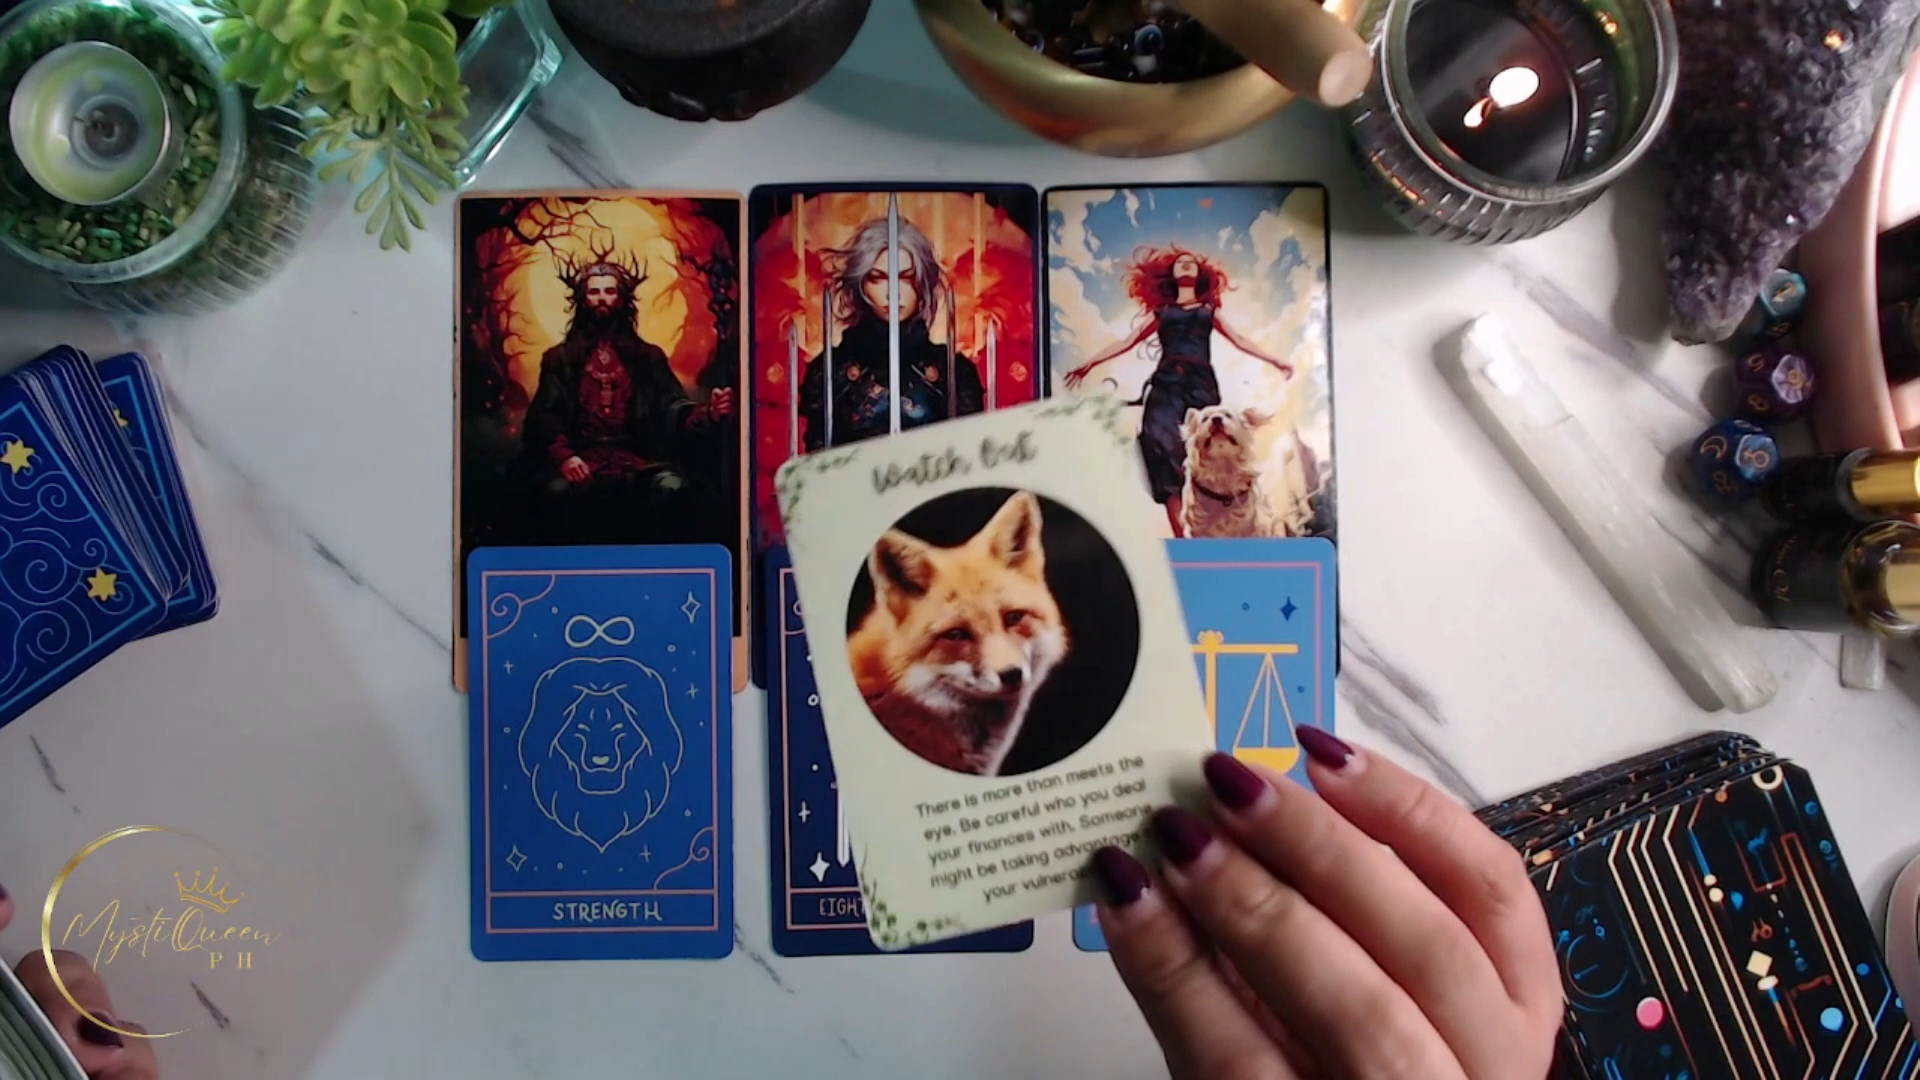 Watch Out
There is more than meets the
eye. Be careful who you deal
your finances with. Someone
might be taking advantage
your
STRENGTH
MystiQueen
PH